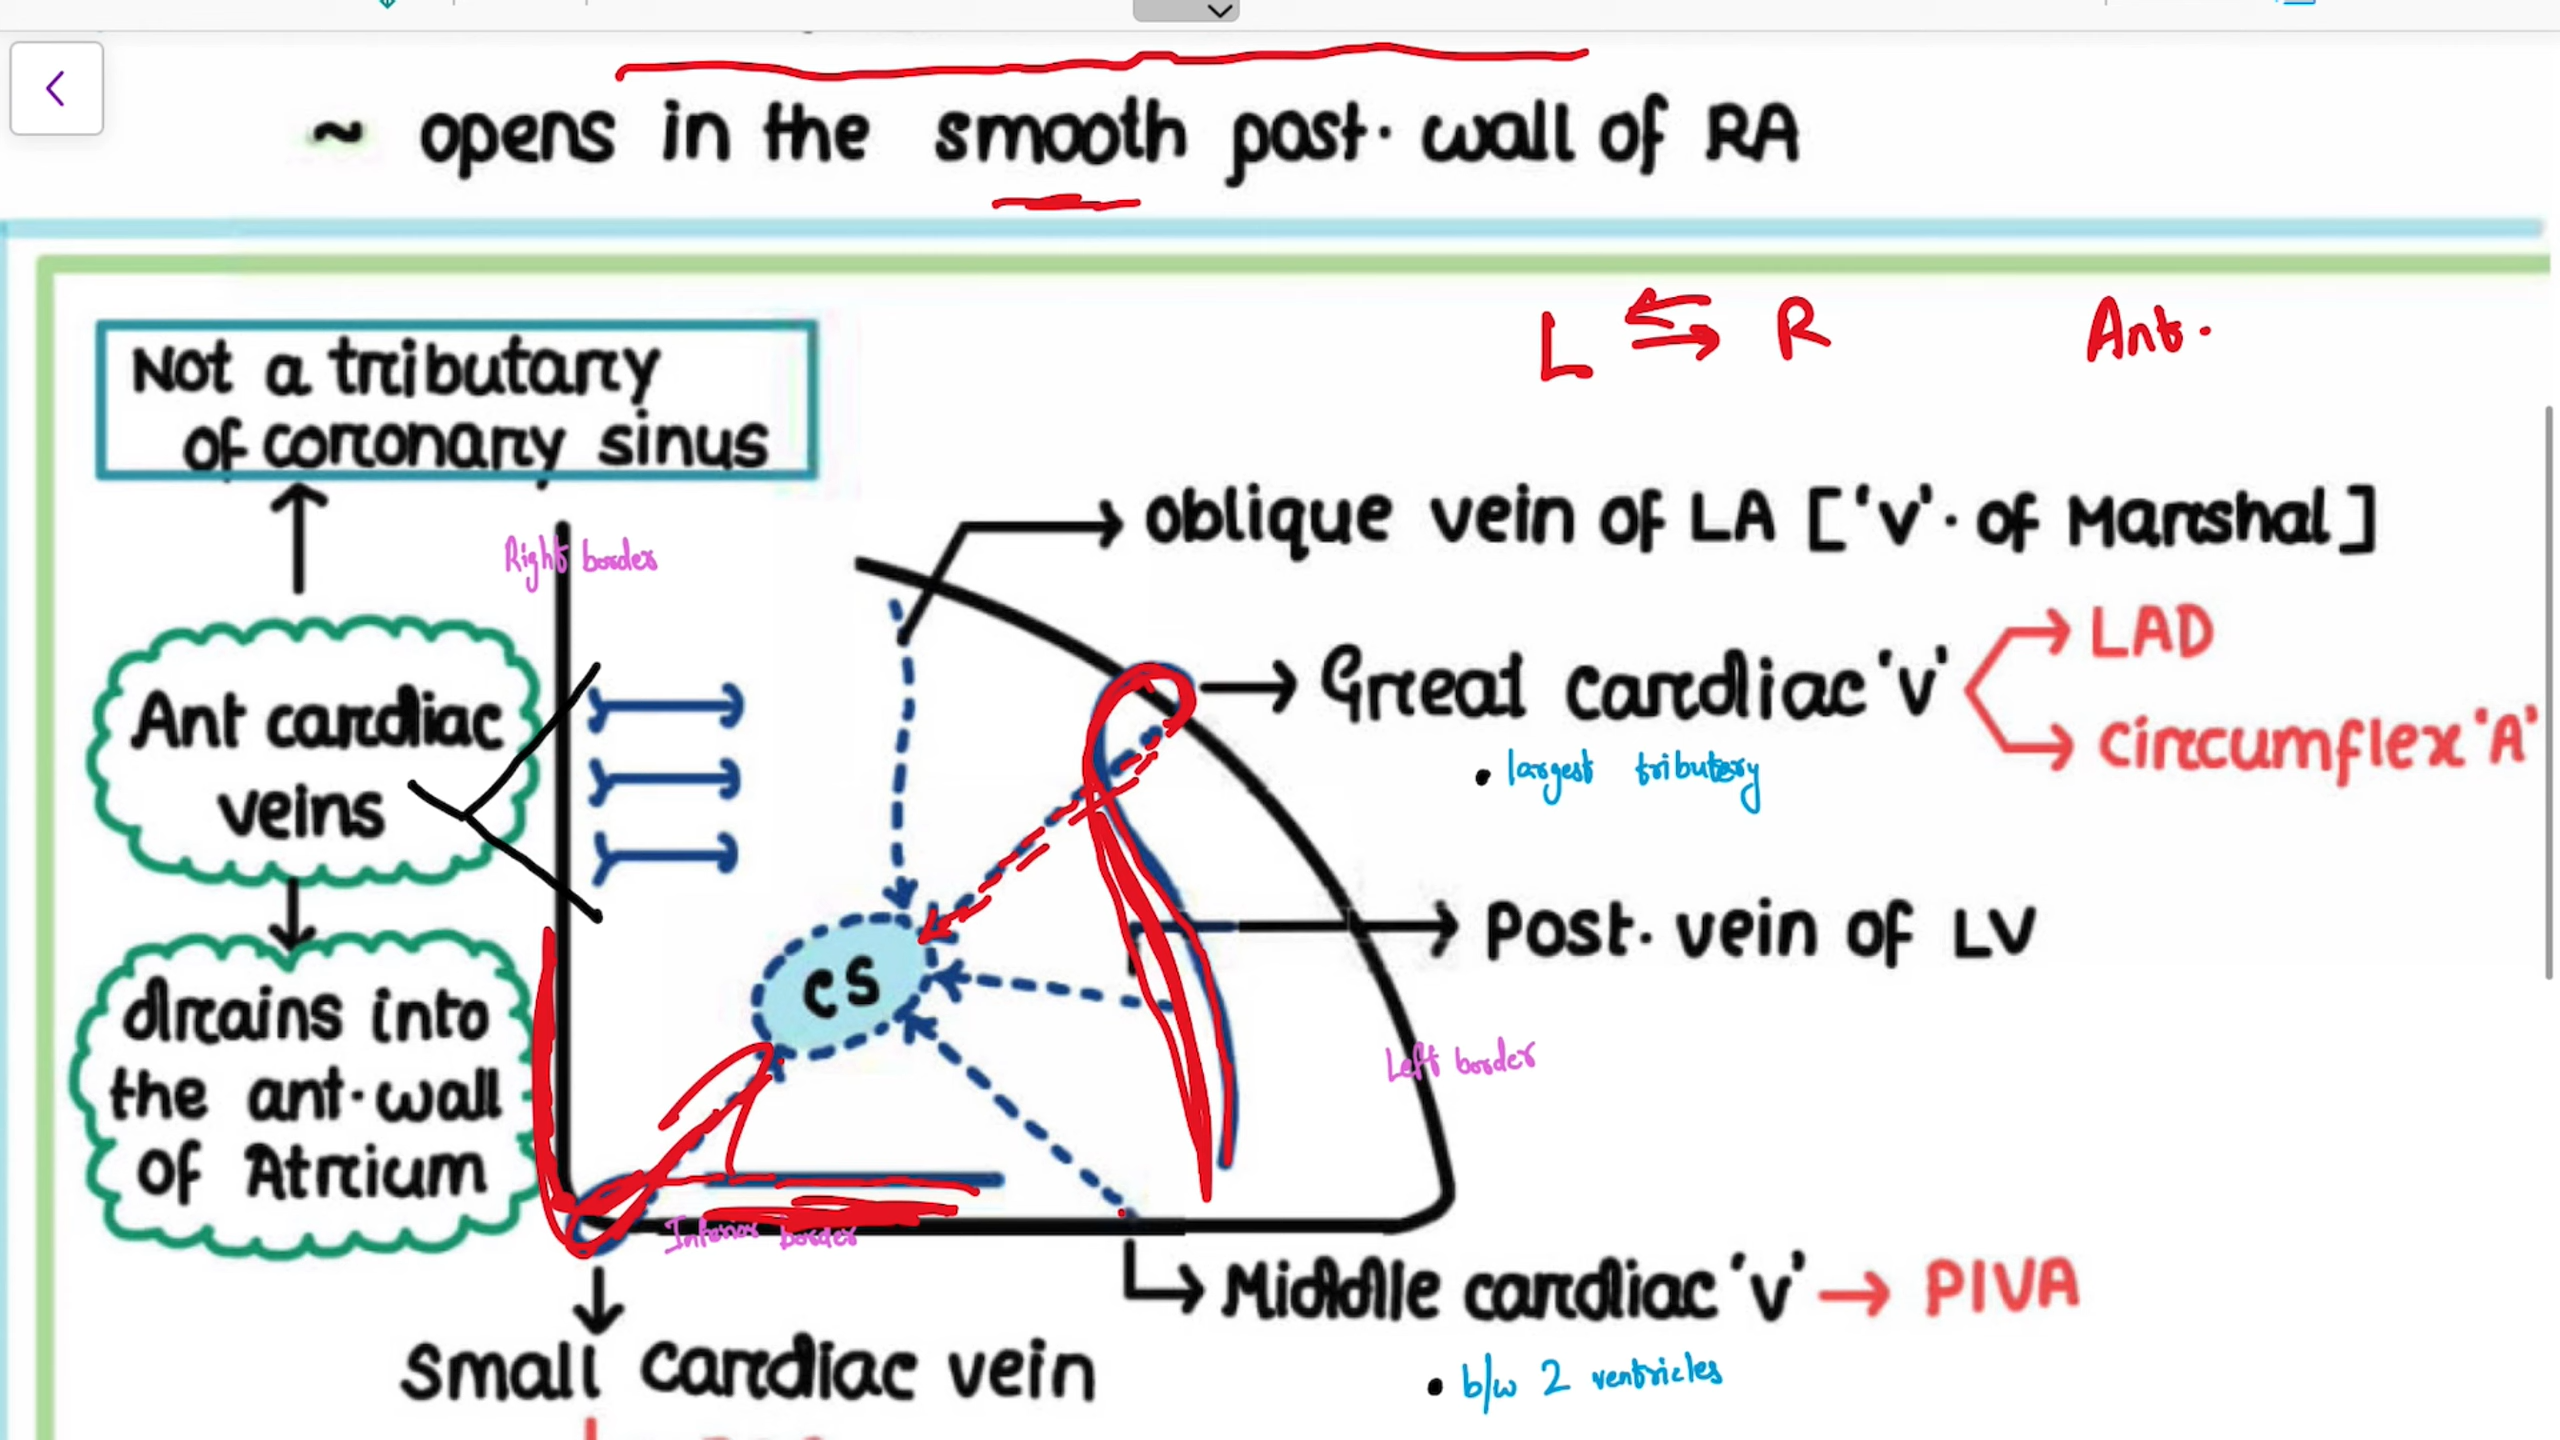 ~ opens in the smooth post. wall of RA
L ⇆ R Ant.
Not a tributary
of coronary sinus
Right border
oblique vein of LA ['v'. of Marshal]
Great cardiac 'v'
LAD
circumflex 'A'
largest tributary
Ant cardiac
veins
Post. vein of LV
CS
drains into
the ant. wall
of Atrium
Left border
Inferior border
Middle cardiac 'v' → PIVA
b/w 2 ventricles
small cardiac vein